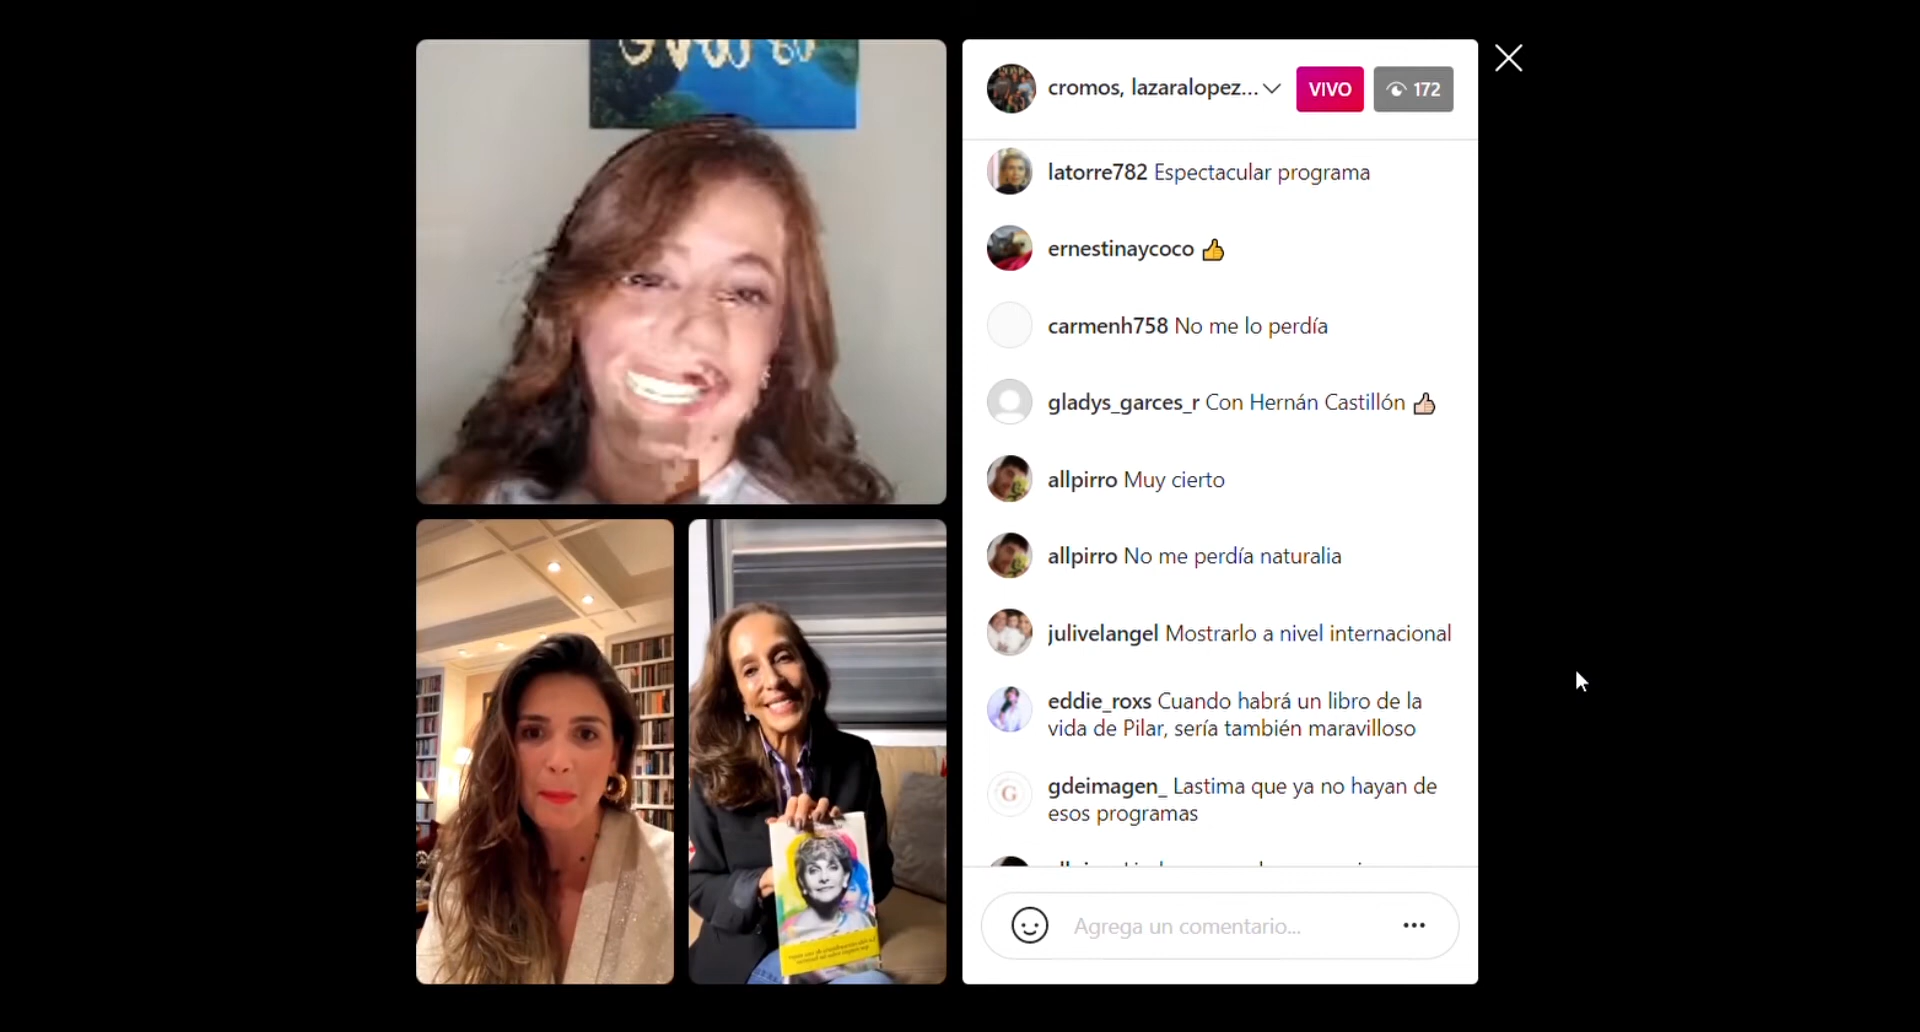 cromos, lazaralopez...
VIVO
172
latorre782 Espectacular programa
ernestinaycoco 👍
carmenh758 No me lo perdía
gladys_garces_r Con Hernán Castillón 👍🏻
allpirro Muy cierto
allpirro No me perdía naturalia
julivelangel Mostrarlo a nivel internacional
eddie_roxs Cuando habrá un libro de la
vida de Pilar, sería también maravilloso
G
gdeimagen_ Lastima que ya no hayan de
esos programas
Agrega un comentario...